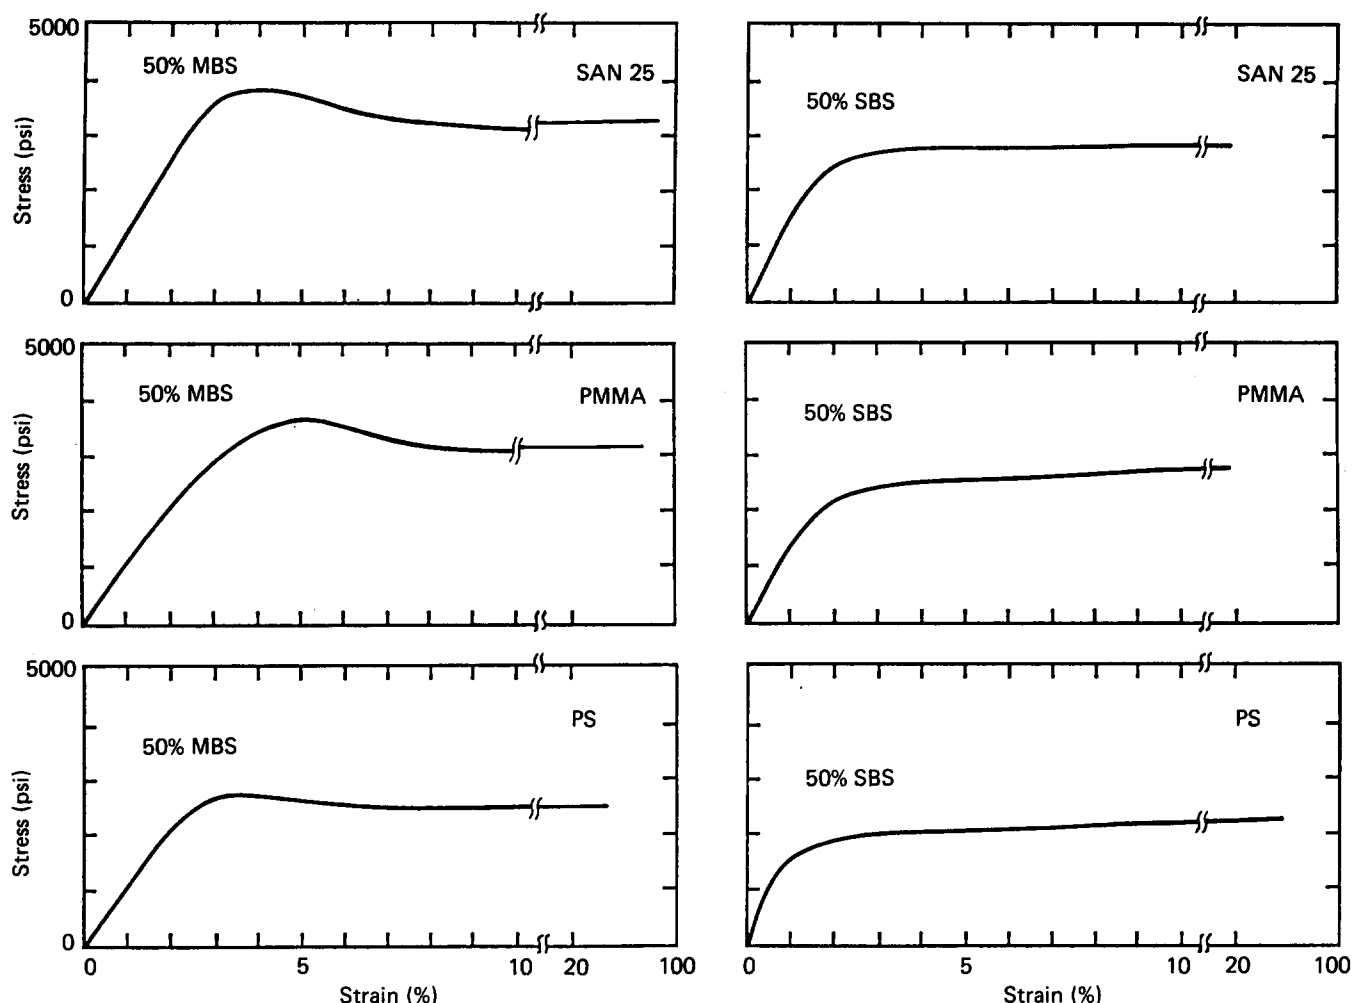 5000
50% MBS
SAN 25
Stress (psi)
0
SAN 25
50% SBS
5000
50% MBS
PMMA
Stress (psi)
0
PMMA
50% SBS
5000
50% MBS
PS
Stress (psi)
0
0 5 10 20 100
Strain (%)
PS
50% SBS
0 5 10 20 100
Strain (%)